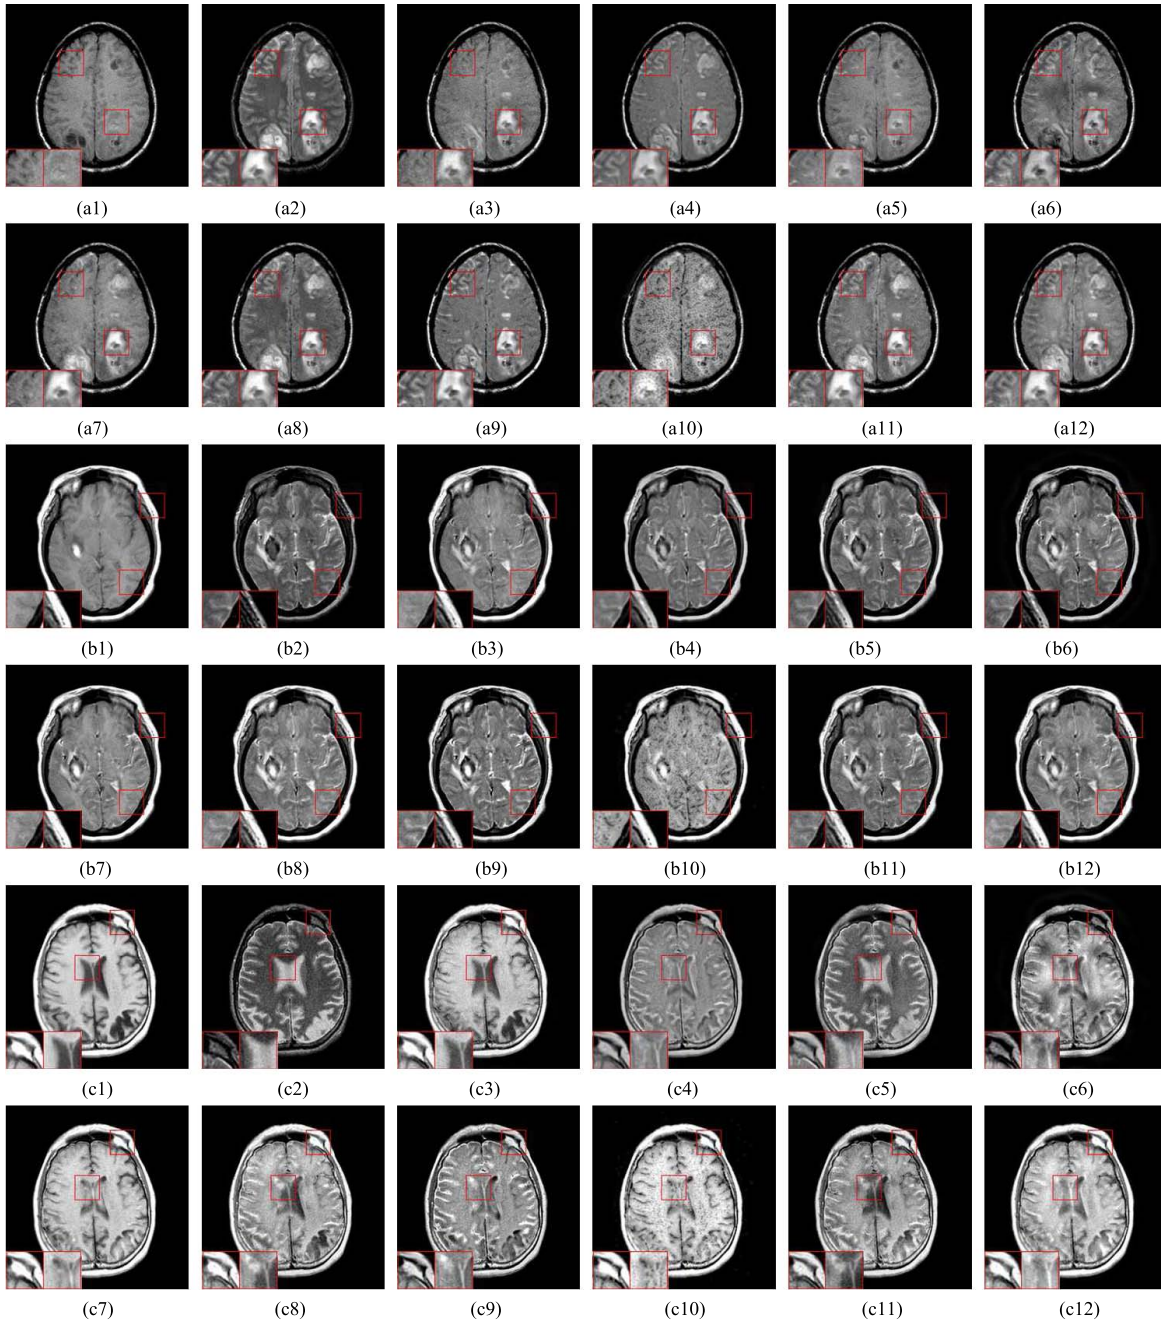 (a1) (a2) (a3) (a4) (a5) (a6)
(a7) (a8) (a9) (a10) (a11) (a12)
(b1) (b2) (b3) (b4) (b5) (b6)
(b7) (b8) (b9) (b10) (b11) (b12)
(c1) (c2) (c3) (c4) (c5) (c6)
(c7) (c8) (c9) (c10) (c11) (c12)